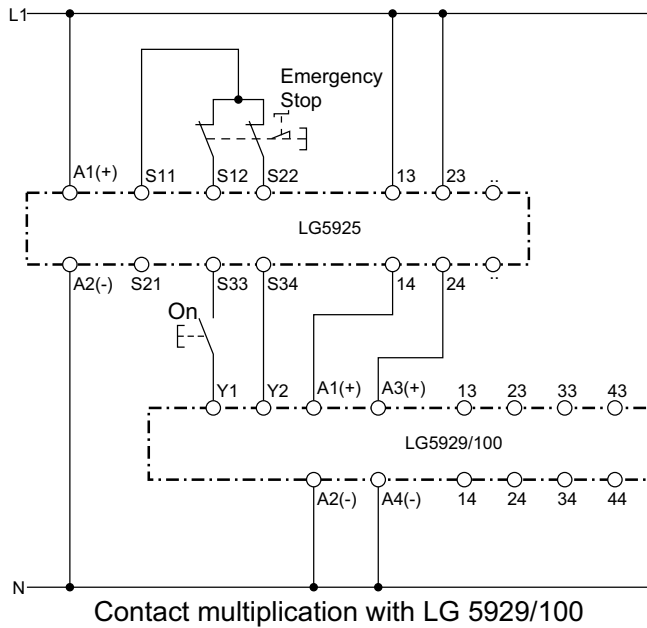 L1
Emergency
Stop
A1(+) S11 S12 S22 13 23 ..
LG5925
A2(-) S21 S33 S34 14 24 ..
On
Y1 Y2 A1(+) A3(+) 13 23 33 43
LG5929/100
A2(-) A4(-) 14 24 34 44
N
Contact multiplication with LG 5929/100